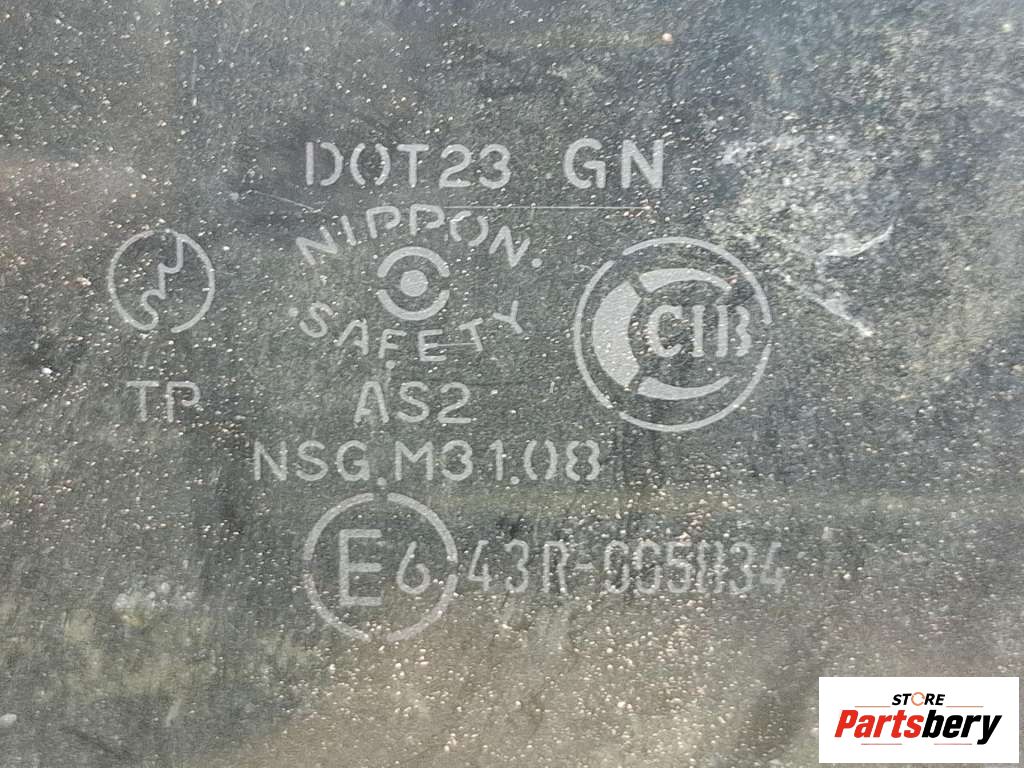 DOT23 GN
NIPPON.
.SAFETY
CIB
TP
AS2
NSG.M31.08
E6 43R-005834
STORE
Partsbery